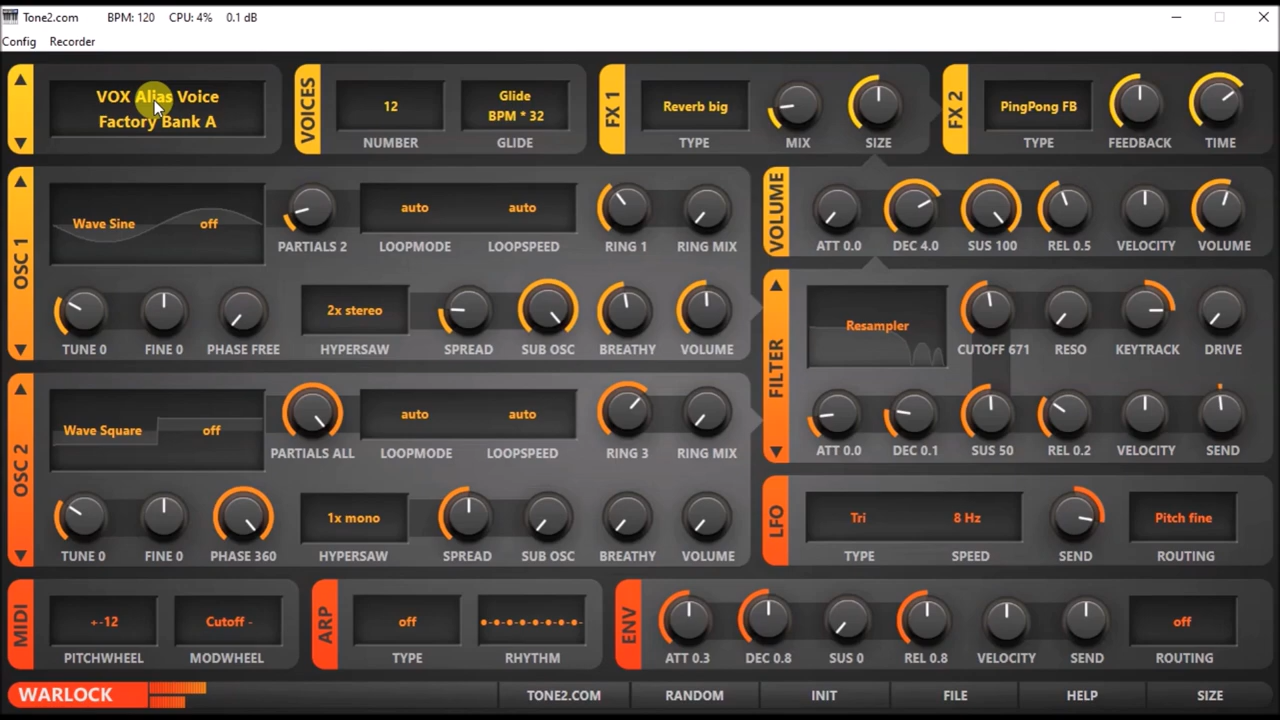 Tone2.com BPM: 120 CPU: 4% 0.1 dB
Config Recorder
VOX Alias Voice
Factory Bank A
VOICES
12
NUMBER
Glide
BPM * 32
GLIDE
FX 1
Reverb big
TYPE
MIX
SIZE
FX 2
PingPong FB
TYPE
FEEDBACK
TIME
OSC 1
Wave Sine off
PARTIALS 2
auto auto
LOOPMODE LOOPSPEED
RING 1
RING MIX
TUNE 0
FINE 0
PHASE FREE
2x stereo
HYPERSAW
SPREAD
SUB OSC
BREATHY
VOLUME
VOLUME
ATT 0.0
DEC 4.0
SUS 100
REL 0.5
VELOCITY
VOLUME
FILTER
Resampler
CUTOFF 671
RESO
KEYTRACK
DRIVE
ATT 0.0
DEC 0.1
SUS 50
REL 0.2
VELOCITY
SEND
OSC 2
Wave Square off
PARTIALS ALL
auto auto
LOOPMODE LOOPSPEED
RING 3
RING MIX
TUNE 0
FINE 0
PHASE 360
1x mono
HYPERSAW
SPREAD
SUB OSC
BREATHY
VOLUME
LFO
Tri 8 Hz
TYPE SPEED
SEND
Pitch fine
ROUTING
MIDI
+-12
PITCHWHEEL
Cutoff -
MODWHEEL
ARP
off
TYPE
RHYTHM
ENV
ATT 0.3
DEC 0.8
SUS 0
REL 0.8
VELOCITY
SEND
off
ROUTING
WARLOCK TONE2.COM RANDOM INIT FILE HELP SIZE